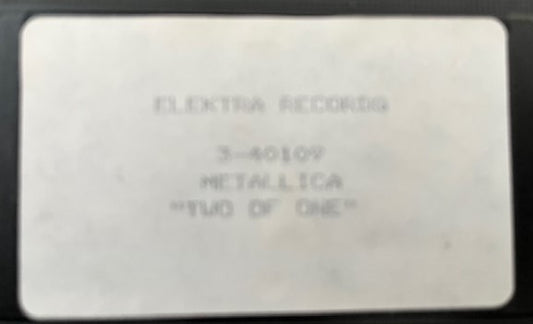 ELEKTRA RECORDS
3-40109
METALLICA
"TWO OF ONE"